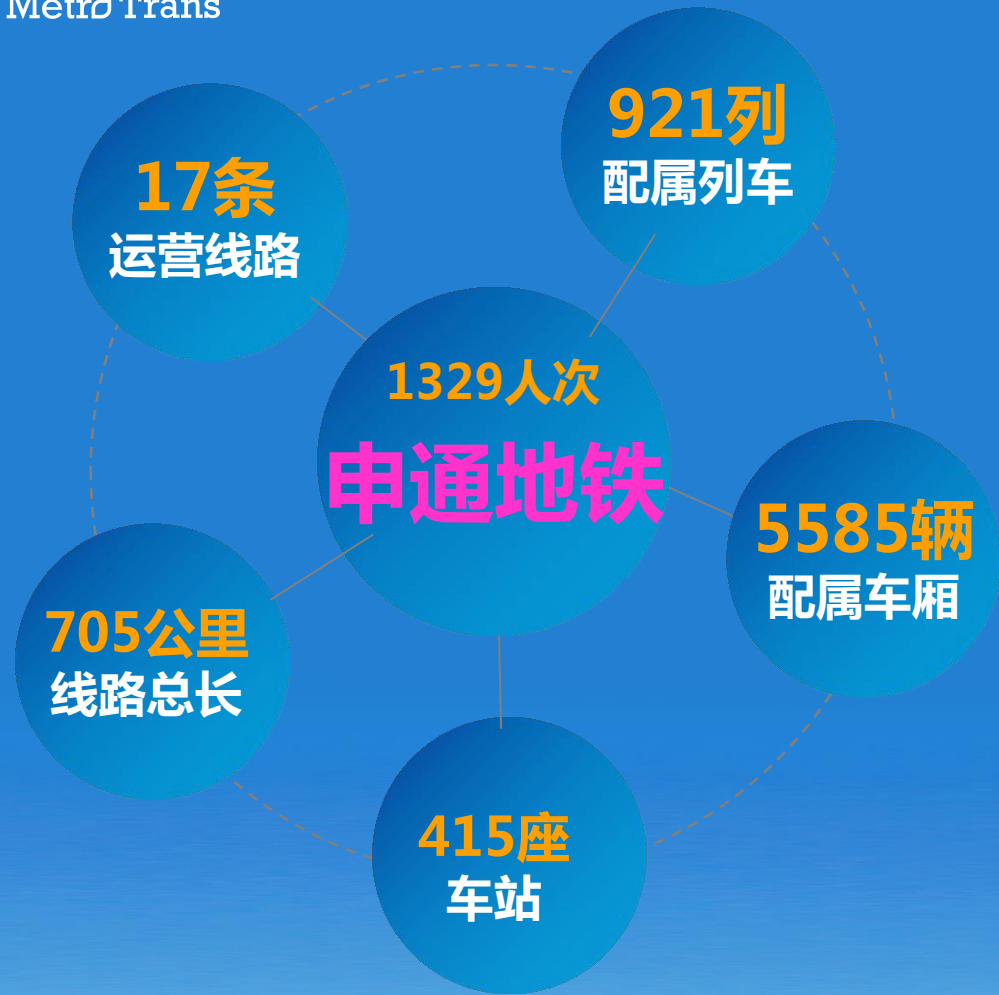 Metro Trans
921列
配属列车
17条
运营线路
1329人次
申通地铁
5585辆
配属车厢
705公里
线路总长
415座
车站